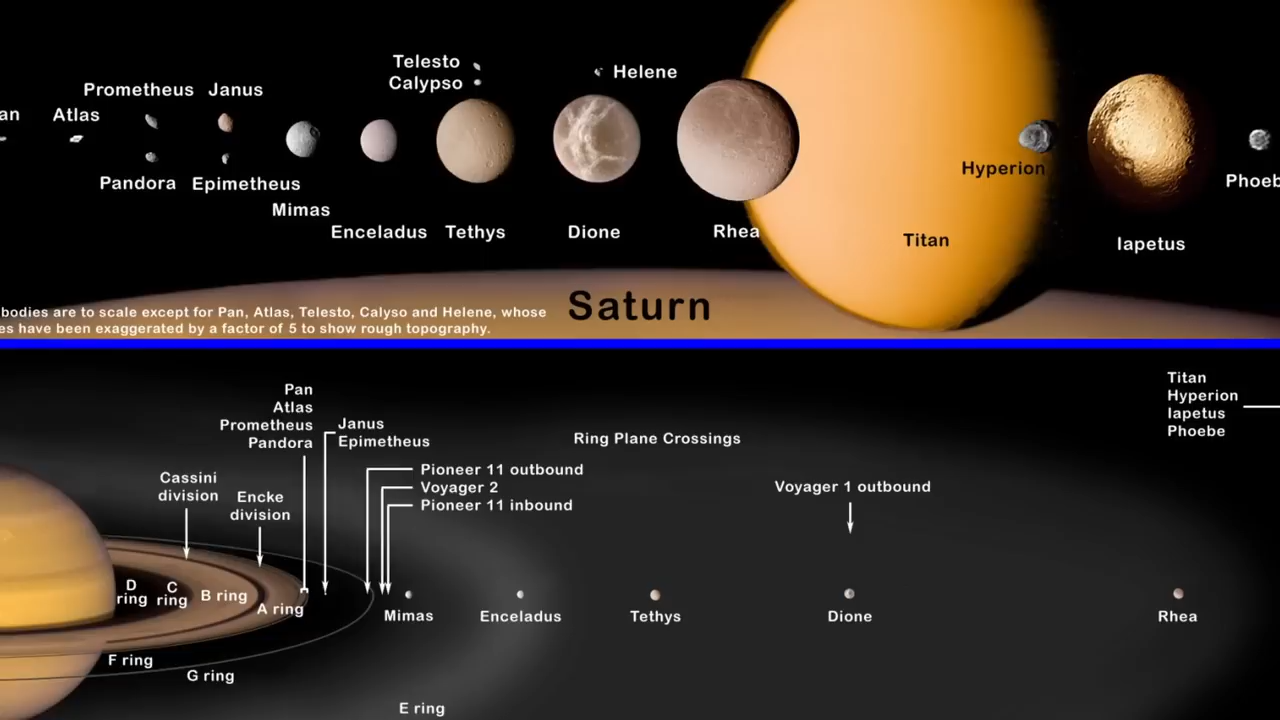 Telesto
Calypso
Helene
Prometheus Janus
an Atlas
Pandora Epimetheus
Hyperion
Phoeb
Mimas
Enceladus Tethys Dione Rhea Titan Iapetus
Saturn
bodies are to scale except for Pan, Atlas, Telesto, Calyso and Helene, whose
es have been exaggerated by a factor of 5 to show rough topography.
Pan
Atlas
Prometheus
Pandora
Janus
Epimetheus
Ring Plane Crossings
Titan
Hyperion
Iapetus
Phoebe
Pioneer 11 outbound
Voyager 2
Pioneer 11 inbound
Voyager 1 outbound
Cassini
division
Encke
division
D
ring
C
ring
B ring
A ring
Mimas Enceladus Tethys Dione Rhea
F ring
G ring
E ring